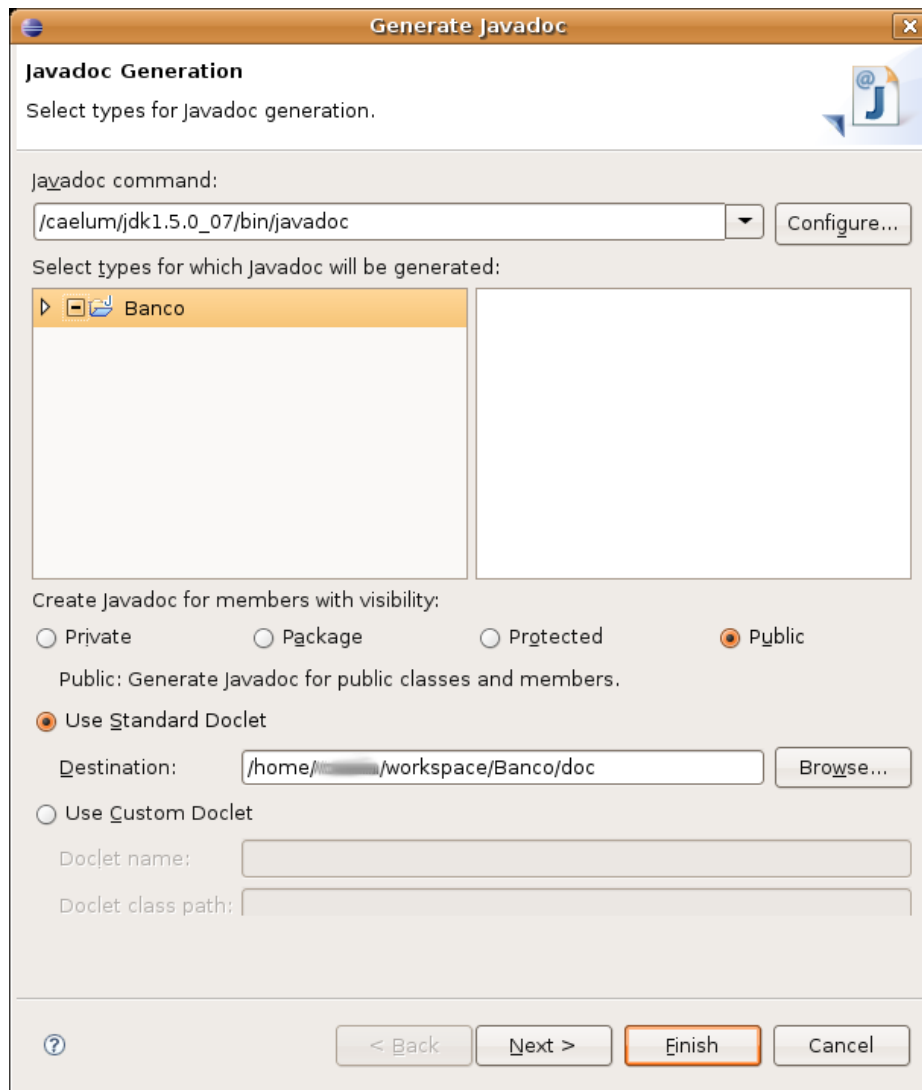 Generate Javadoc
Javadoc Generation
Select types for Javadoc generation.
Javadoc command:
/caelum/jdk1.5.0_07/bin/javadoc
Configure...
Select types for which Javadoc will be generated:
Banco
Create Javadoc for members with visibility:
Private Package Protected Public
Public: Generate Javadoc for public classes and members.
Use Standard Doclet
Destination: /home/ /workspace/Banco/doc Browse...
Use Custom Doclet
Doclet name:
Doclet class path:
< Back Next > Finish Cancel